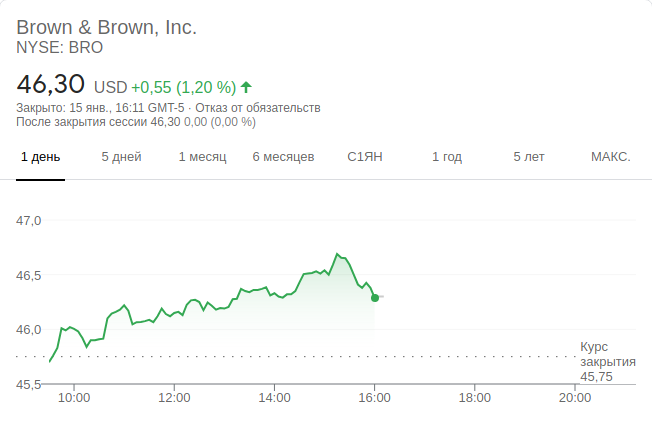 Brown & Brown, Inc.
NYSE: BRO
46,30 USD +0,55 (1,20 %)
Закрыто: 15 янв., 16:11 GMT-5 · Отказ от обязательств
После закрытия сессии 46,30 0,00 (0,00 %)
1 день 5 дней 1 месяц 6 месяцев С1ЯН 1 год 5 лет МАКС.
47,0
46,5
46,0
Курс
закрытия
45,75
45,5
10:00 12:00 14:00 16:00 18:00 20:00